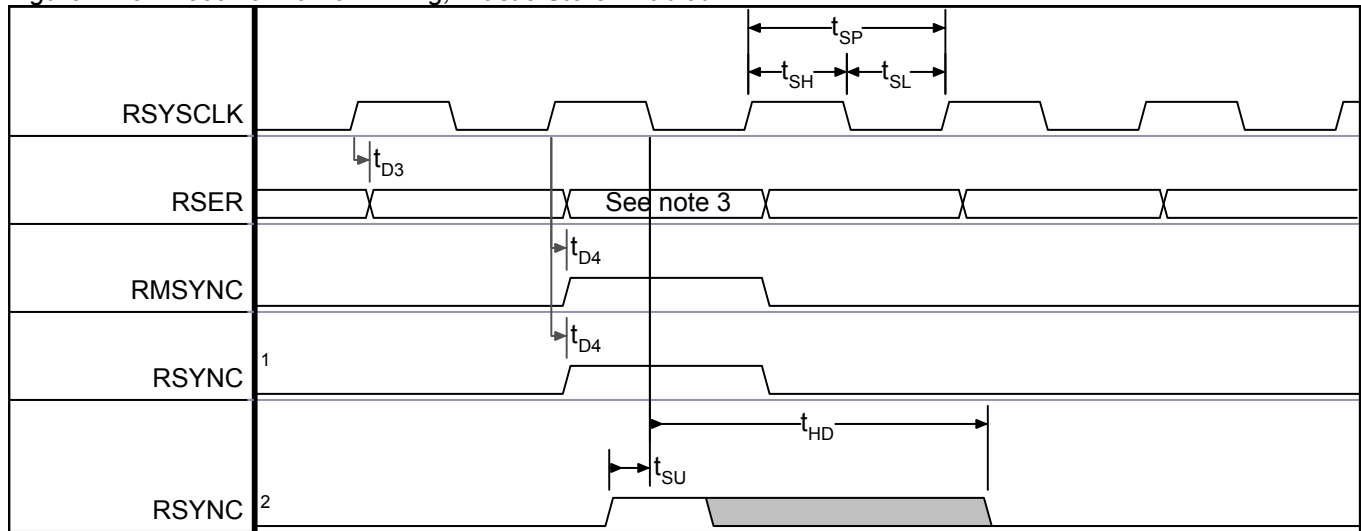 tSP
tSH tSL
RSYSCLK
tD3
RSER See note 3
tD4
RMSYNC
tD4
RSYNC 1
tHD
tSU
RSYNC 2